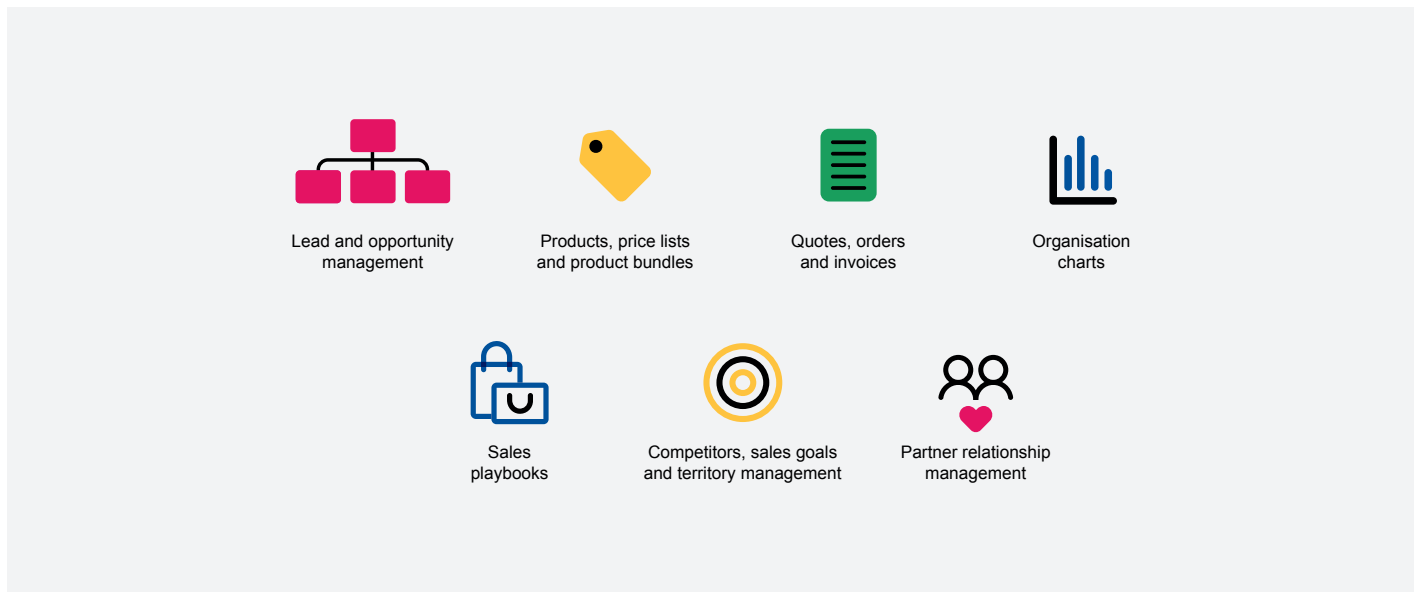 Lead and opportunity
management
Products, price lists
and product bundles
Quotes, orders
and invoices
Organisation
charts
Sales
playbooks
Competitors, sales goals
and territory management
Partner relationship
management